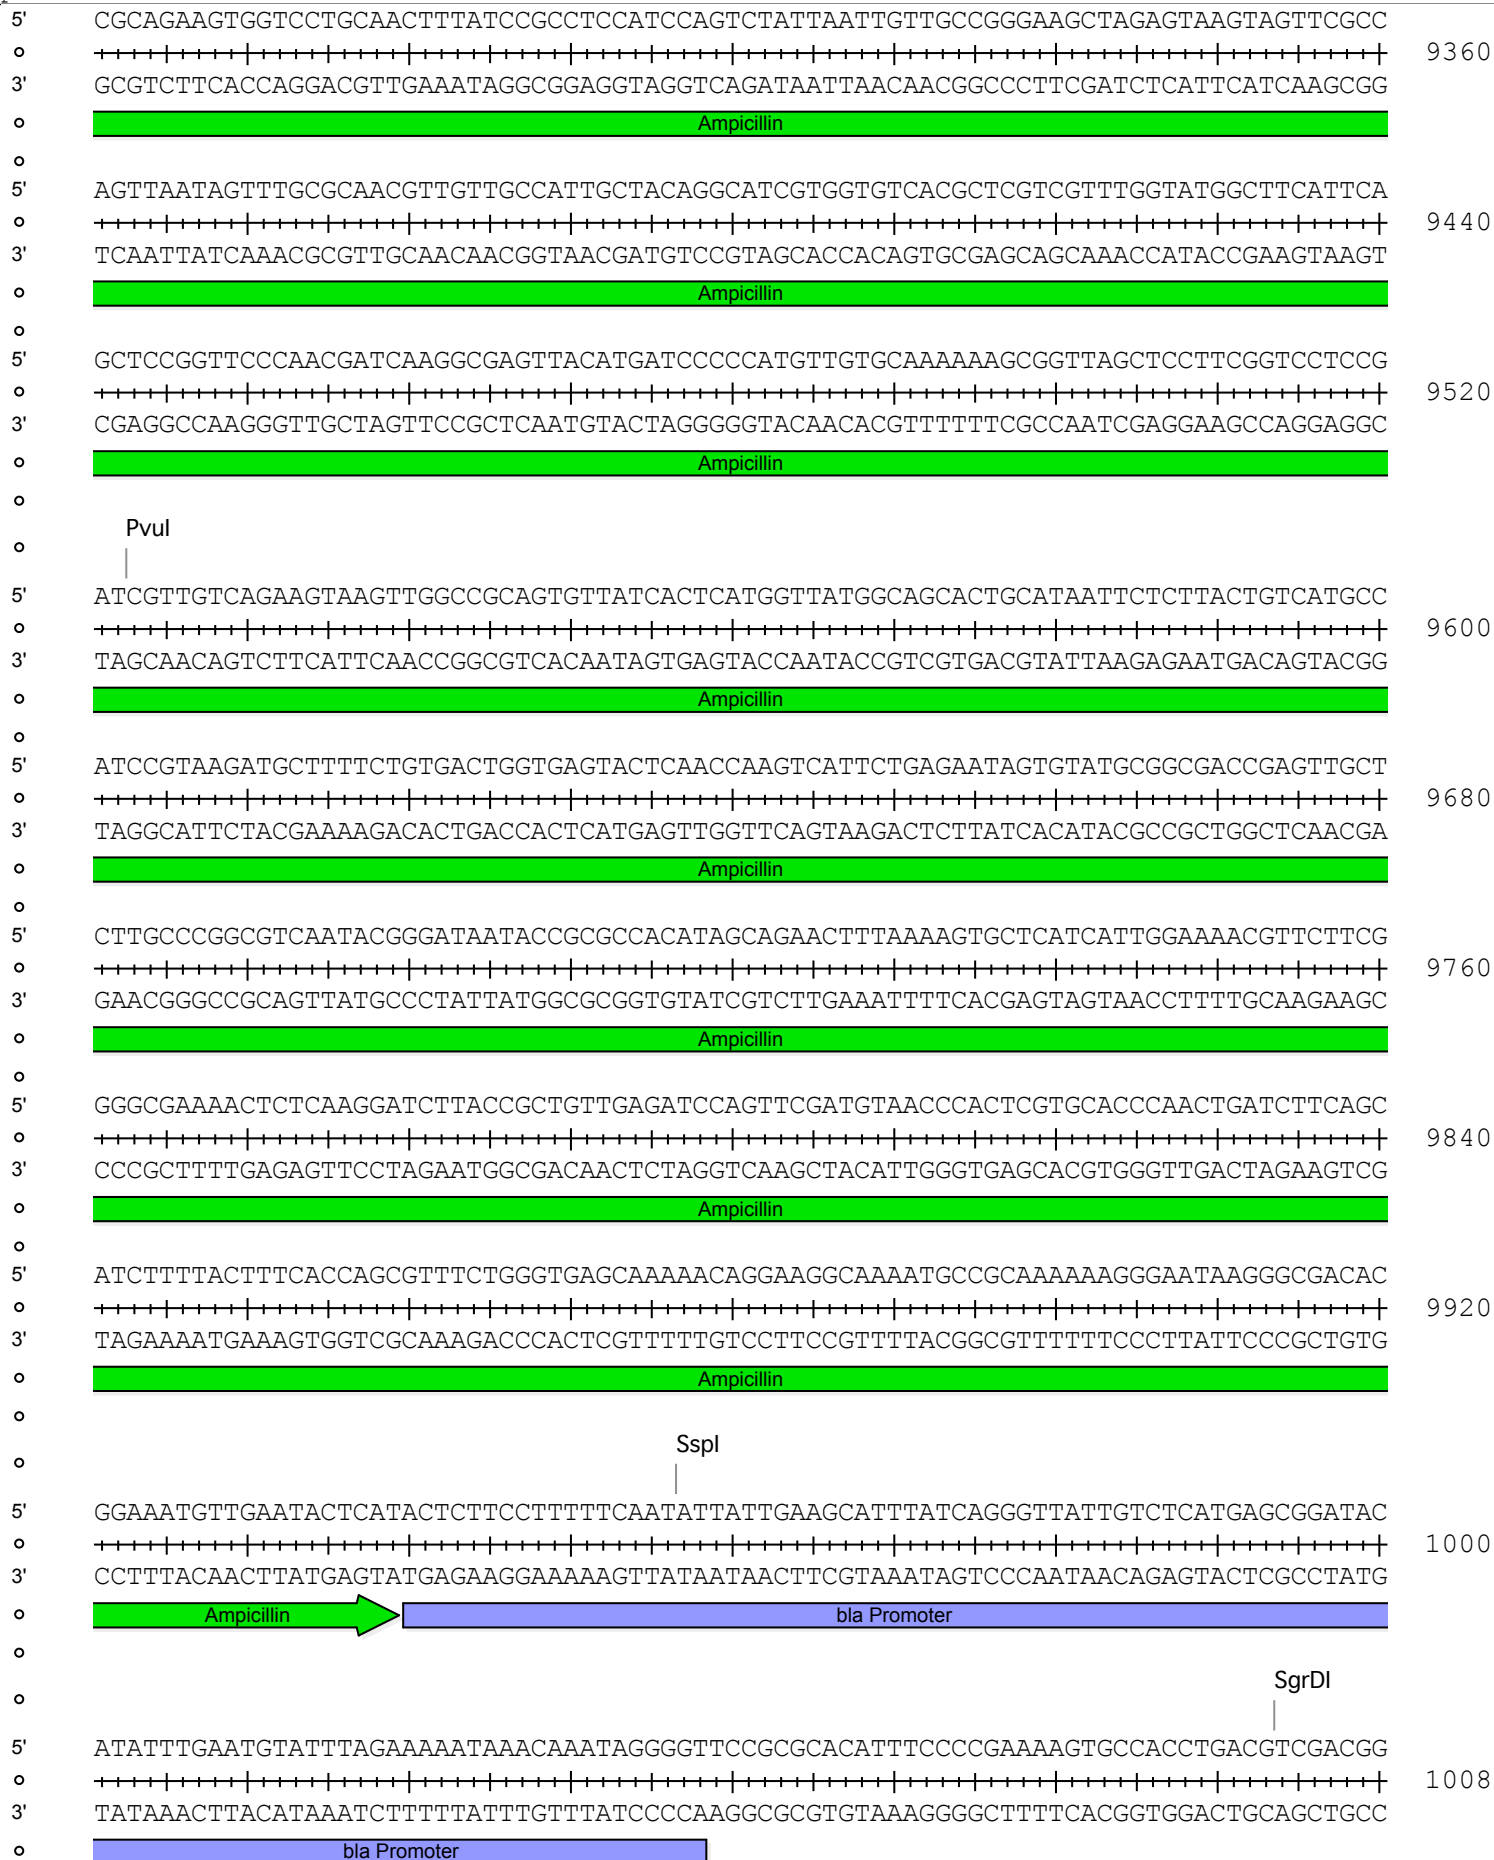 5' CGCAGAAGTGGTCCTGCAACTTTATCCGCCTCCATCCAGTCTATTAATTGTTGCCGGGAAGCTAGAGTAAGTAGTTCGCC
9360
3' GCGTCTTCACCAGGACGTTGAAATAGGCGGAGGTAGGTCAGATAATTAACAACGGCCCTTCGATCTCATTCATCAAGCGG
Ampicillin
5' AGTTAATAGTTTGCGCAACGTTGTTGCCATTGCTACAGGCATCGTGGTGTCACGCTCGTCGTTTGGTATGGCTTCATTCA
9440
3' TCAATTATCAAACGCGTTGCAACAACGGTAACGATGTCCGTAGCACCACAGTGCGAGCAGCAAACCATACCGAAGTAAGT
Ampicillin
5' GCTCCGGTTCCCAACGATCAAGGCGAGTTACATGATCCCCCATGTTGTGCAAAAAAGCGGTTAGCTCCTTCGGTCCTCCG
9520
3' CGAGGCCAAGGGTTGCTAGTTCCGCTCAATGTACTAGGGGGTACAACACGTTTTTTCGCCAATCGAGGAAGCCAGGAGGC
Ampicillin
PvuI
5' ATCGTTGTCAGAAGTAAGTTGGCCGCAGTGTTATCACTCATGGTTATGGCAGCACTGCATAATTCTCTTACTGTCATGCC
9600
3' TAGCAACAGTCTTCATTCAACCGGCGTCACAATAGTGAGTACCAATACCGTCGTGACGTATTAAGAGAATGACAGTACGG
Ampicillin
5' ATCCGTAAGATGCTTTTCTGTGACTGGTGAGTACTCAACCAAGTCATTCTGAGAATAGTGTATGCGGCGACCGAGTTGCT
9680
3' TAGGCATTCTACGAAAAGACACTGACCACTCATGAGTTGGTTCAGTAAGACTCTTATCACATACGCCGCTGGCTCAACGA
Ampicillin
5' CTTGCCCGGCGTCAATACGGGATAATACCGCGCCACATAGCAGAACTTTAAAAGTGCTCATCATTGGAAAACGTTCTTCG
9760
3' GAACGGGCCGCAGTTATGCCCTATTATGGCGCGGTGTATCGTCTTGAAATTTTCACGAGTAGTAACCTTTTGCAAGAAGC
Ampicillin
5' GGGCGAAAACTCTCAAGGATCTTACCGCTGTTGAGATCCAGTTCGATGTAACCCACTCGTGCACCCAACTGATCTTCAGC
9840
3' CCCGCTTTTGAGAGTTCCTAGAATGGCGACAACTCTAGGTCAAGCTACATTGGGTGAGCACGTGGGTTGACTAGAAGTCG
Ampicillin
5' ATCTTTTACTTTCACCAGCGTTTCTGGGTGAGCAAAAACAGGAAGGCAAAATGCCGCAAAAAAGGGAATAAGGGCGACAC
9920
3' TAGAAAATGAAAGTGGTCGCAAAGACCCACTCGTTTTTGTCCTTCCGTTTTACGGCGTTTTTTCCCTTATTCCCGCTGTG
Ampicillin
SspI
5' GGAAATGTTGAATACTCATACTCTTCCTTTTTCAATATTATTGAAGCATTTATCAGGGTTATTGTCTCATGAGCGGATAC
1000
3' CCTTTACAACTTATGAGTATGAGAAGGAAAAAGTTATAATAACTTCGTAAATAGTCCCAATAACAGAGTACTCGCCTATG
Ampicillin bla Promoter
SgrDI
5' ATATTTGAATGTATTTAGAAAAATAAACAAATAGGGGTTCCGCGCACATTTCCCCGAAAAGTGCCACCTGACGTCGACGG
1008
3' TATAAACTTACATAAATCTTTTTATTTGTTTATCCCCAAGGCGCGTGTAAAGGGGCTTTTCACGGTGGACTGCAGCTGCC
bla Promoter